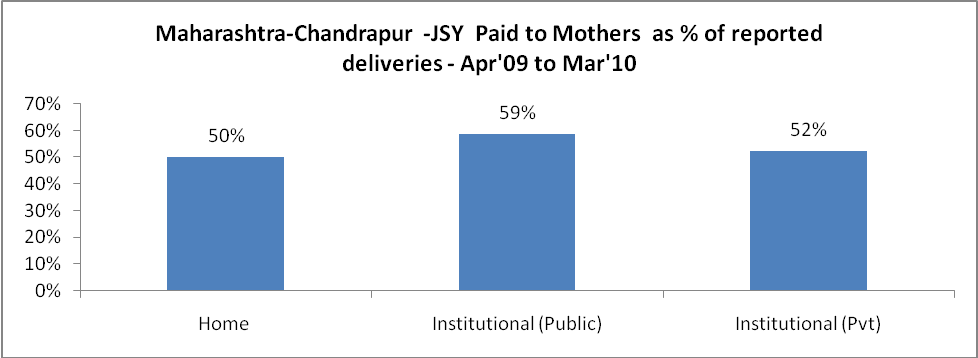 Maharashtra-Chandrapur -JSY Paid to Mothers as % of reported
deliveries - Apr'09 to Mar'10
70%
60%
50%
40%
30%
20%
10%
0%
50%
59%
52%
Home
Institutional (Public)
Institutional (Pvt)